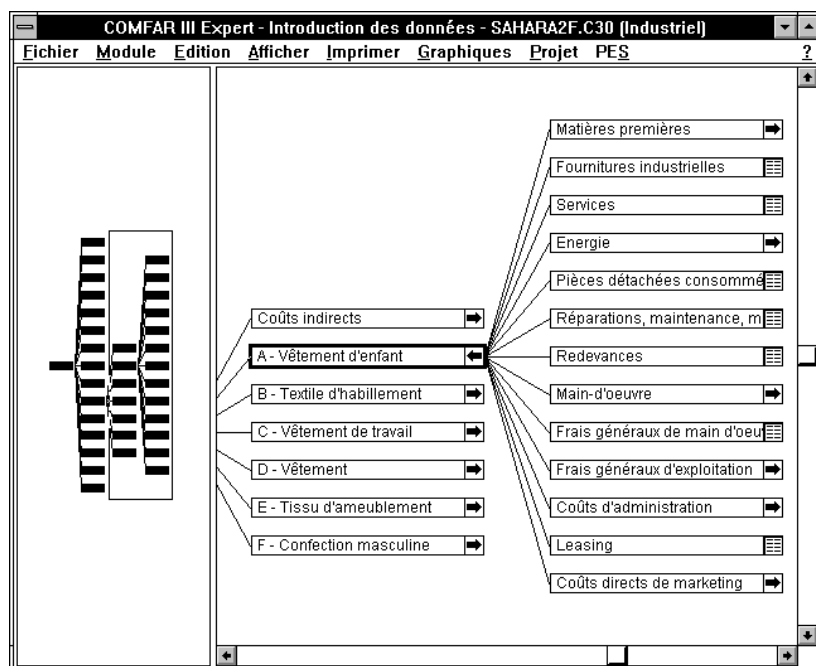 COMFAR III Expert - Introduction des données - SAHARA2F.C30 (Industriel)
Fichier Module Edition Afficher Imprimer Graphiques Projet PES ?
Matières premières
Fournitures industrielles
Services
Energie
Pièces détachées consommé
Coûts indirects
Réparations, maintenance, m
A - Vêtement d'enfant
Redevances
B - Textile d'habillement
Main-d'oeuvre
C - Vêtement de travail
Frais généraux de main d'oeu
D - Vêtement
Frais généraux d'exploitation
E - Tissu d'ameublement
Coûts d'administration
F - Confection masculine
Leasing
Coûts directs de marketing